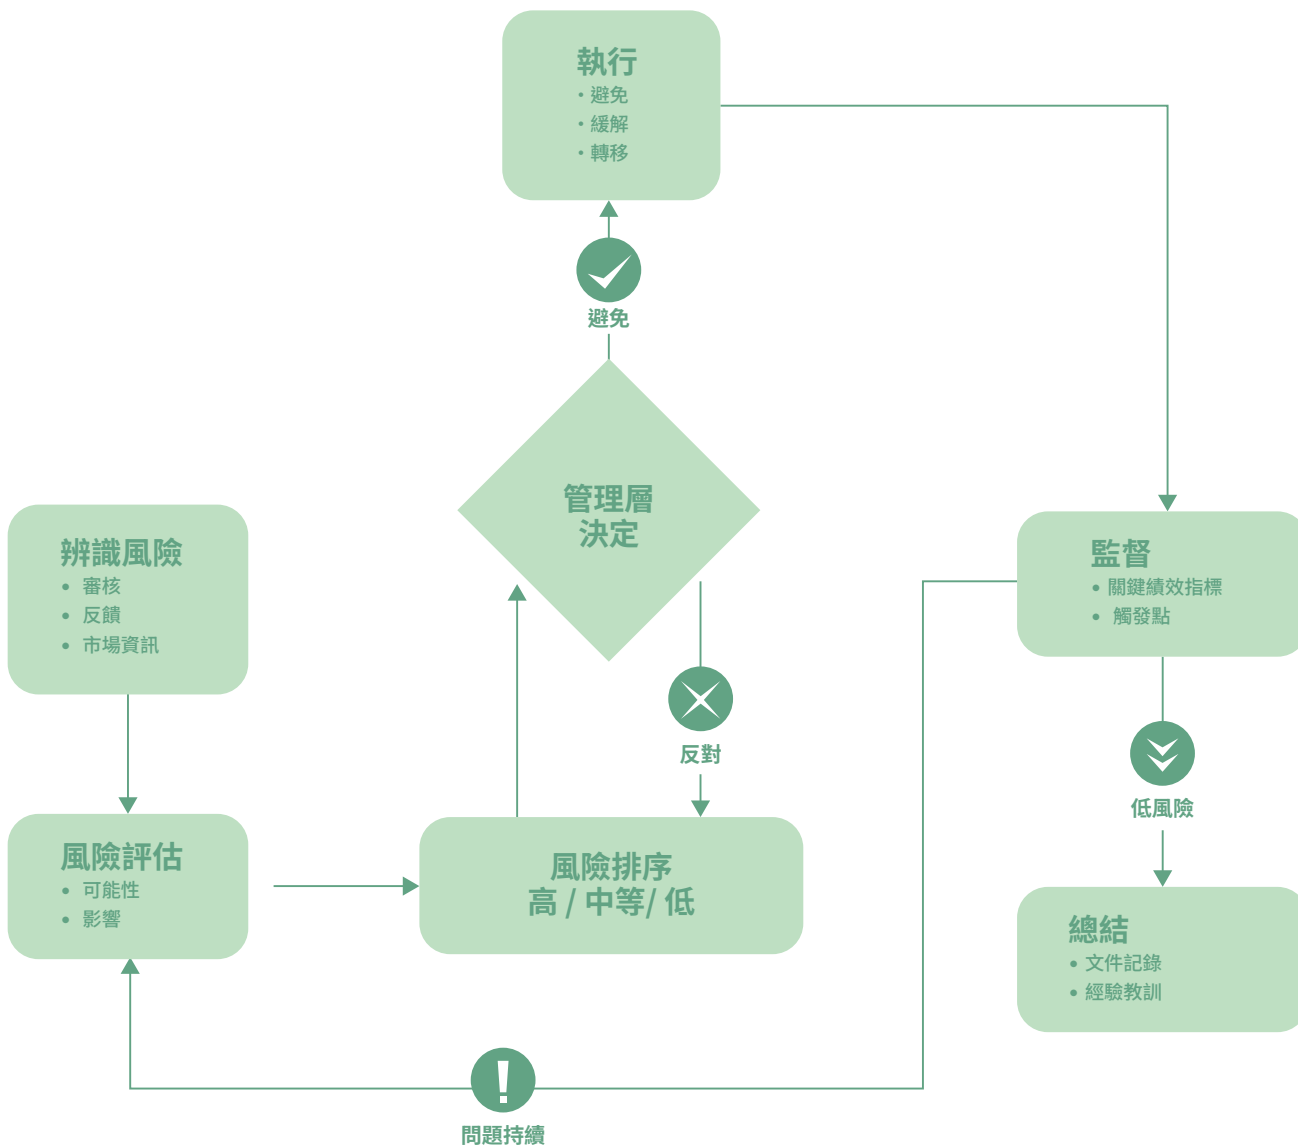 執行
・避免
・緩解
・轉移
避免
管理層
決定
辨識風險
• 審核
• 反饋
• 市場資訊
監督
• 關鍵績效指標
• 觸發點
反對
低風險
風險評估
• 可能性
• 影響
風險排序
高 / 中等/ 低
總結
• 文件記錄
• 經驗教訓
問題持續